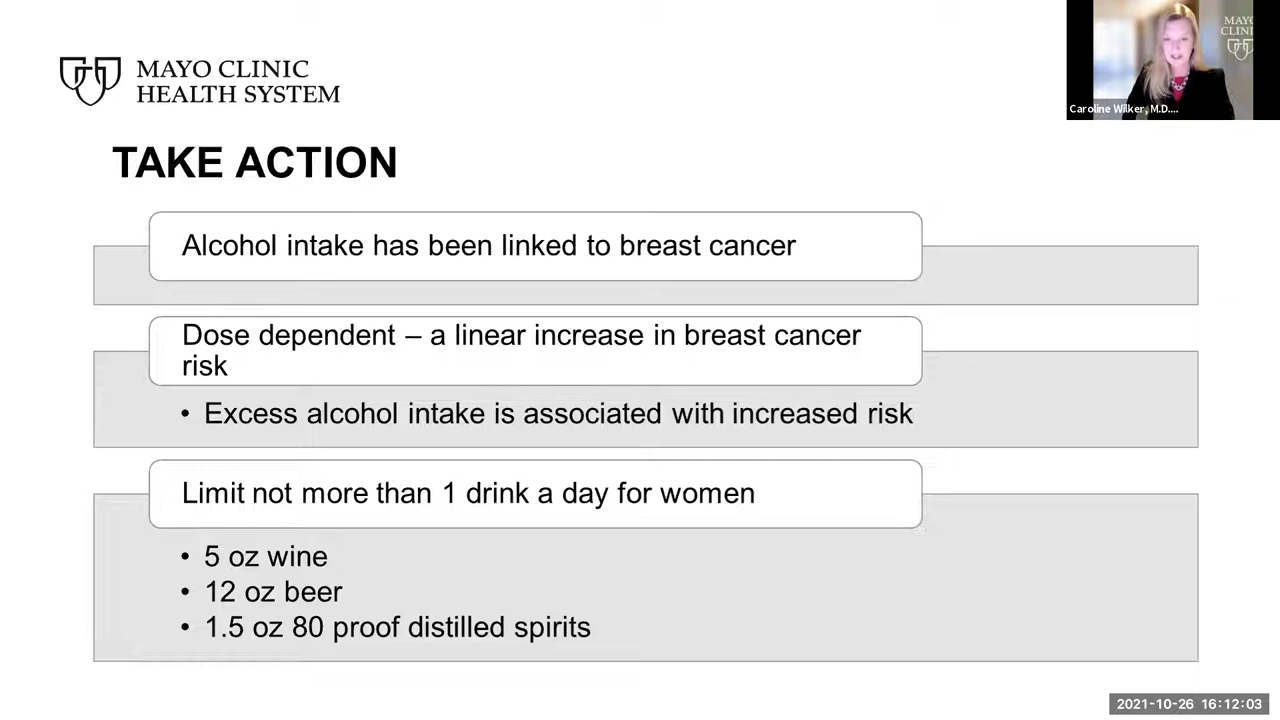 MAYO CLINIC
HEALTH SYSTEM
MAYO
CLINIC
Caroline Wilker, M.D....
TAKE ACTION
Alcohol intake has been linked to breast cancer
Dose dependent – a linear increase in breast cancer
risk
• Excess alcohol intake is associated with increased risk
Limit not more than 1 drink a day for women
• 5 oz wine
• 12 oz beer
• 1.5 oz 80 proof distilled spirits
2021-10-26 16:12:03